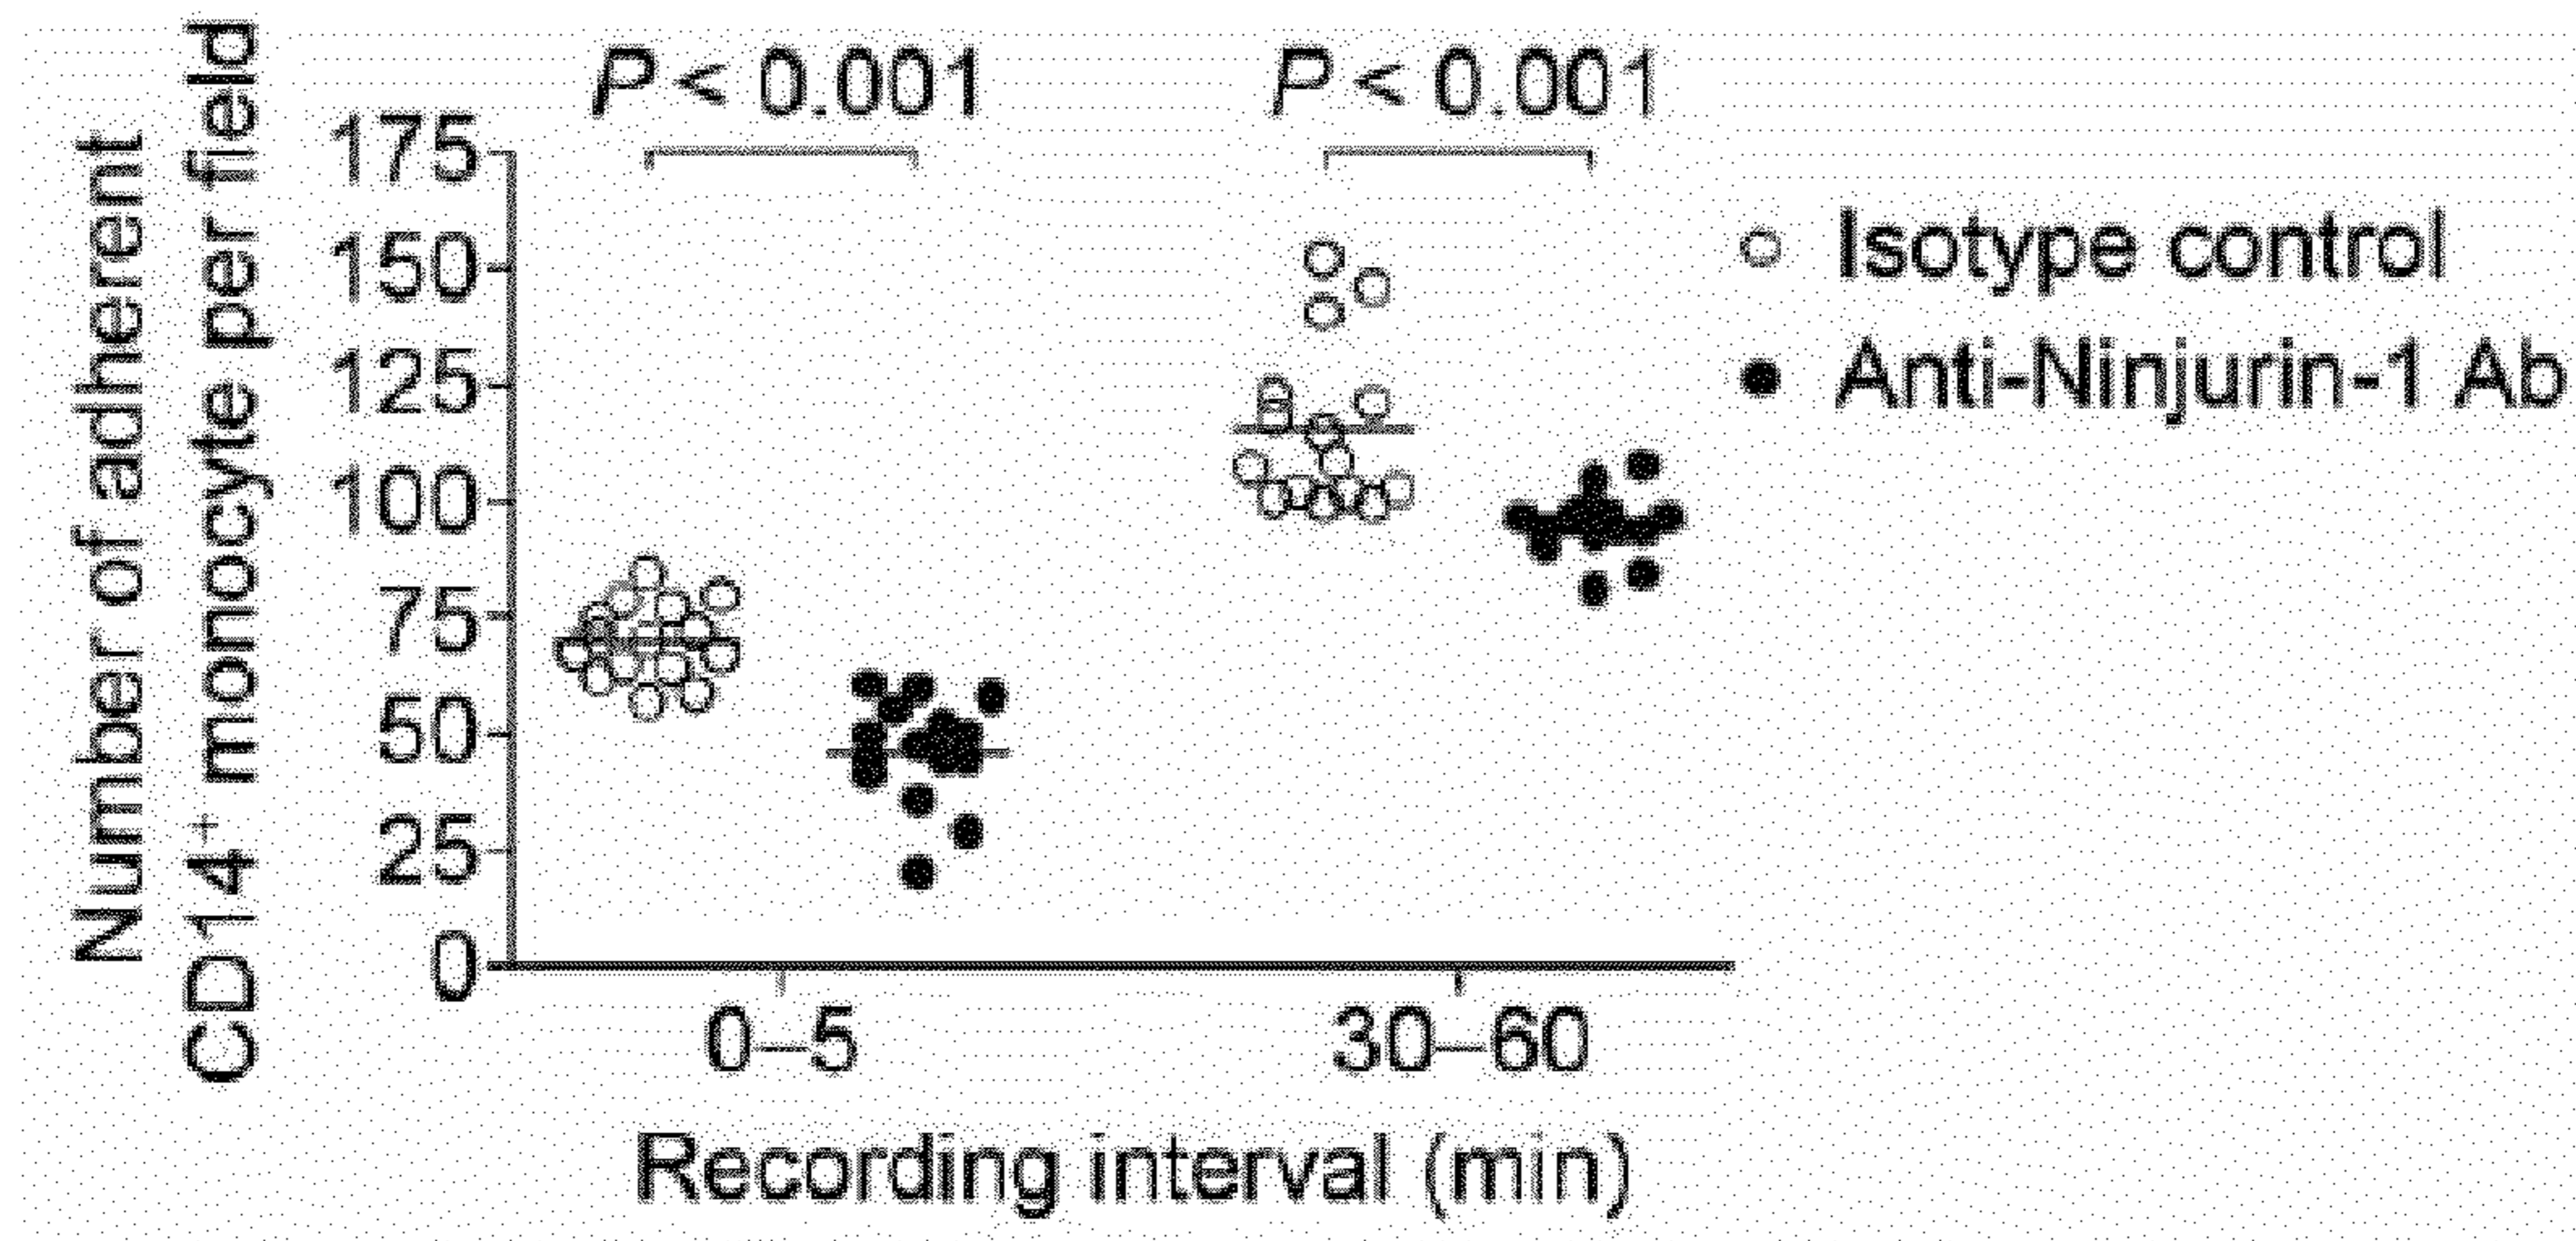 Number of adherent
CD14⁺ monocyte per field
P < 0.001
P < 0.001
175
150
125
100
75
50
25
0
0–5
30–60
Recording interval (min)
Isotype control
Anti-Ninjurin-1 Ab